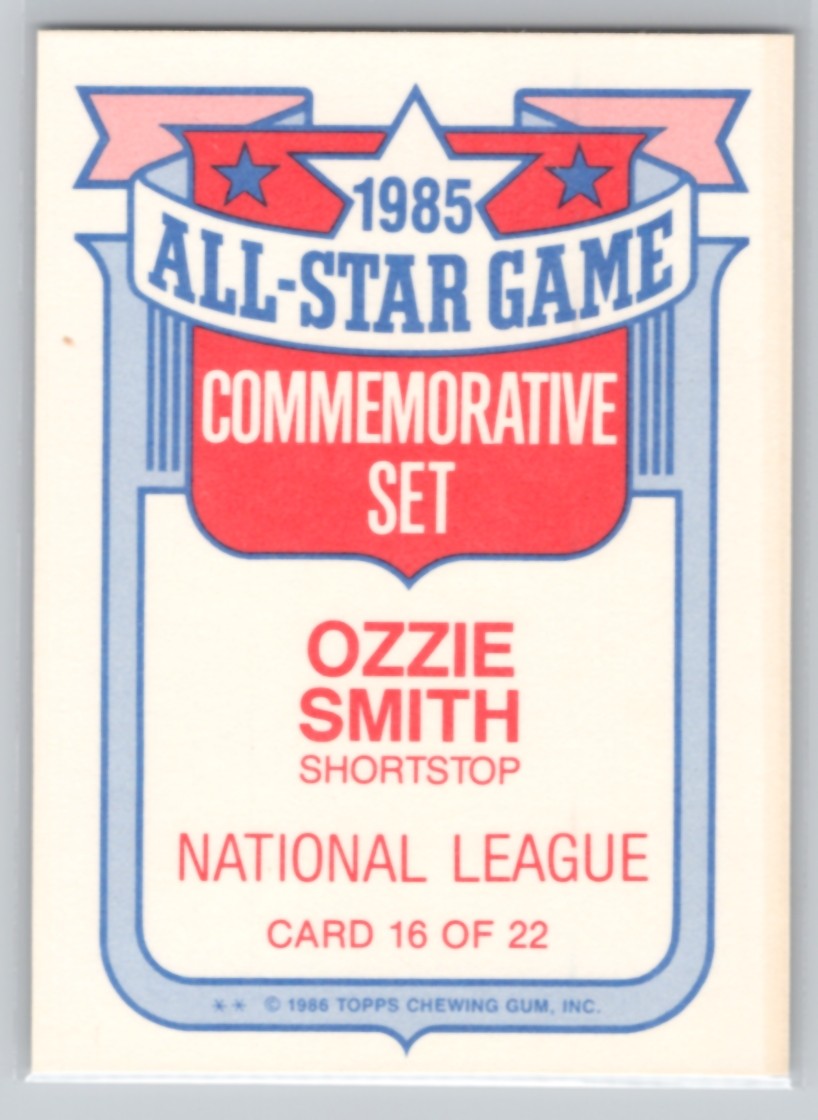 1985
ALL-STAR GAME
COMMEMORATIVE
SET
OZZIE
SMITH
SHORTSTOP
NATIONAL LEAGUE
CARD 16 OF 22
** © 1986 TOPPS CHEWING GUM, INC.